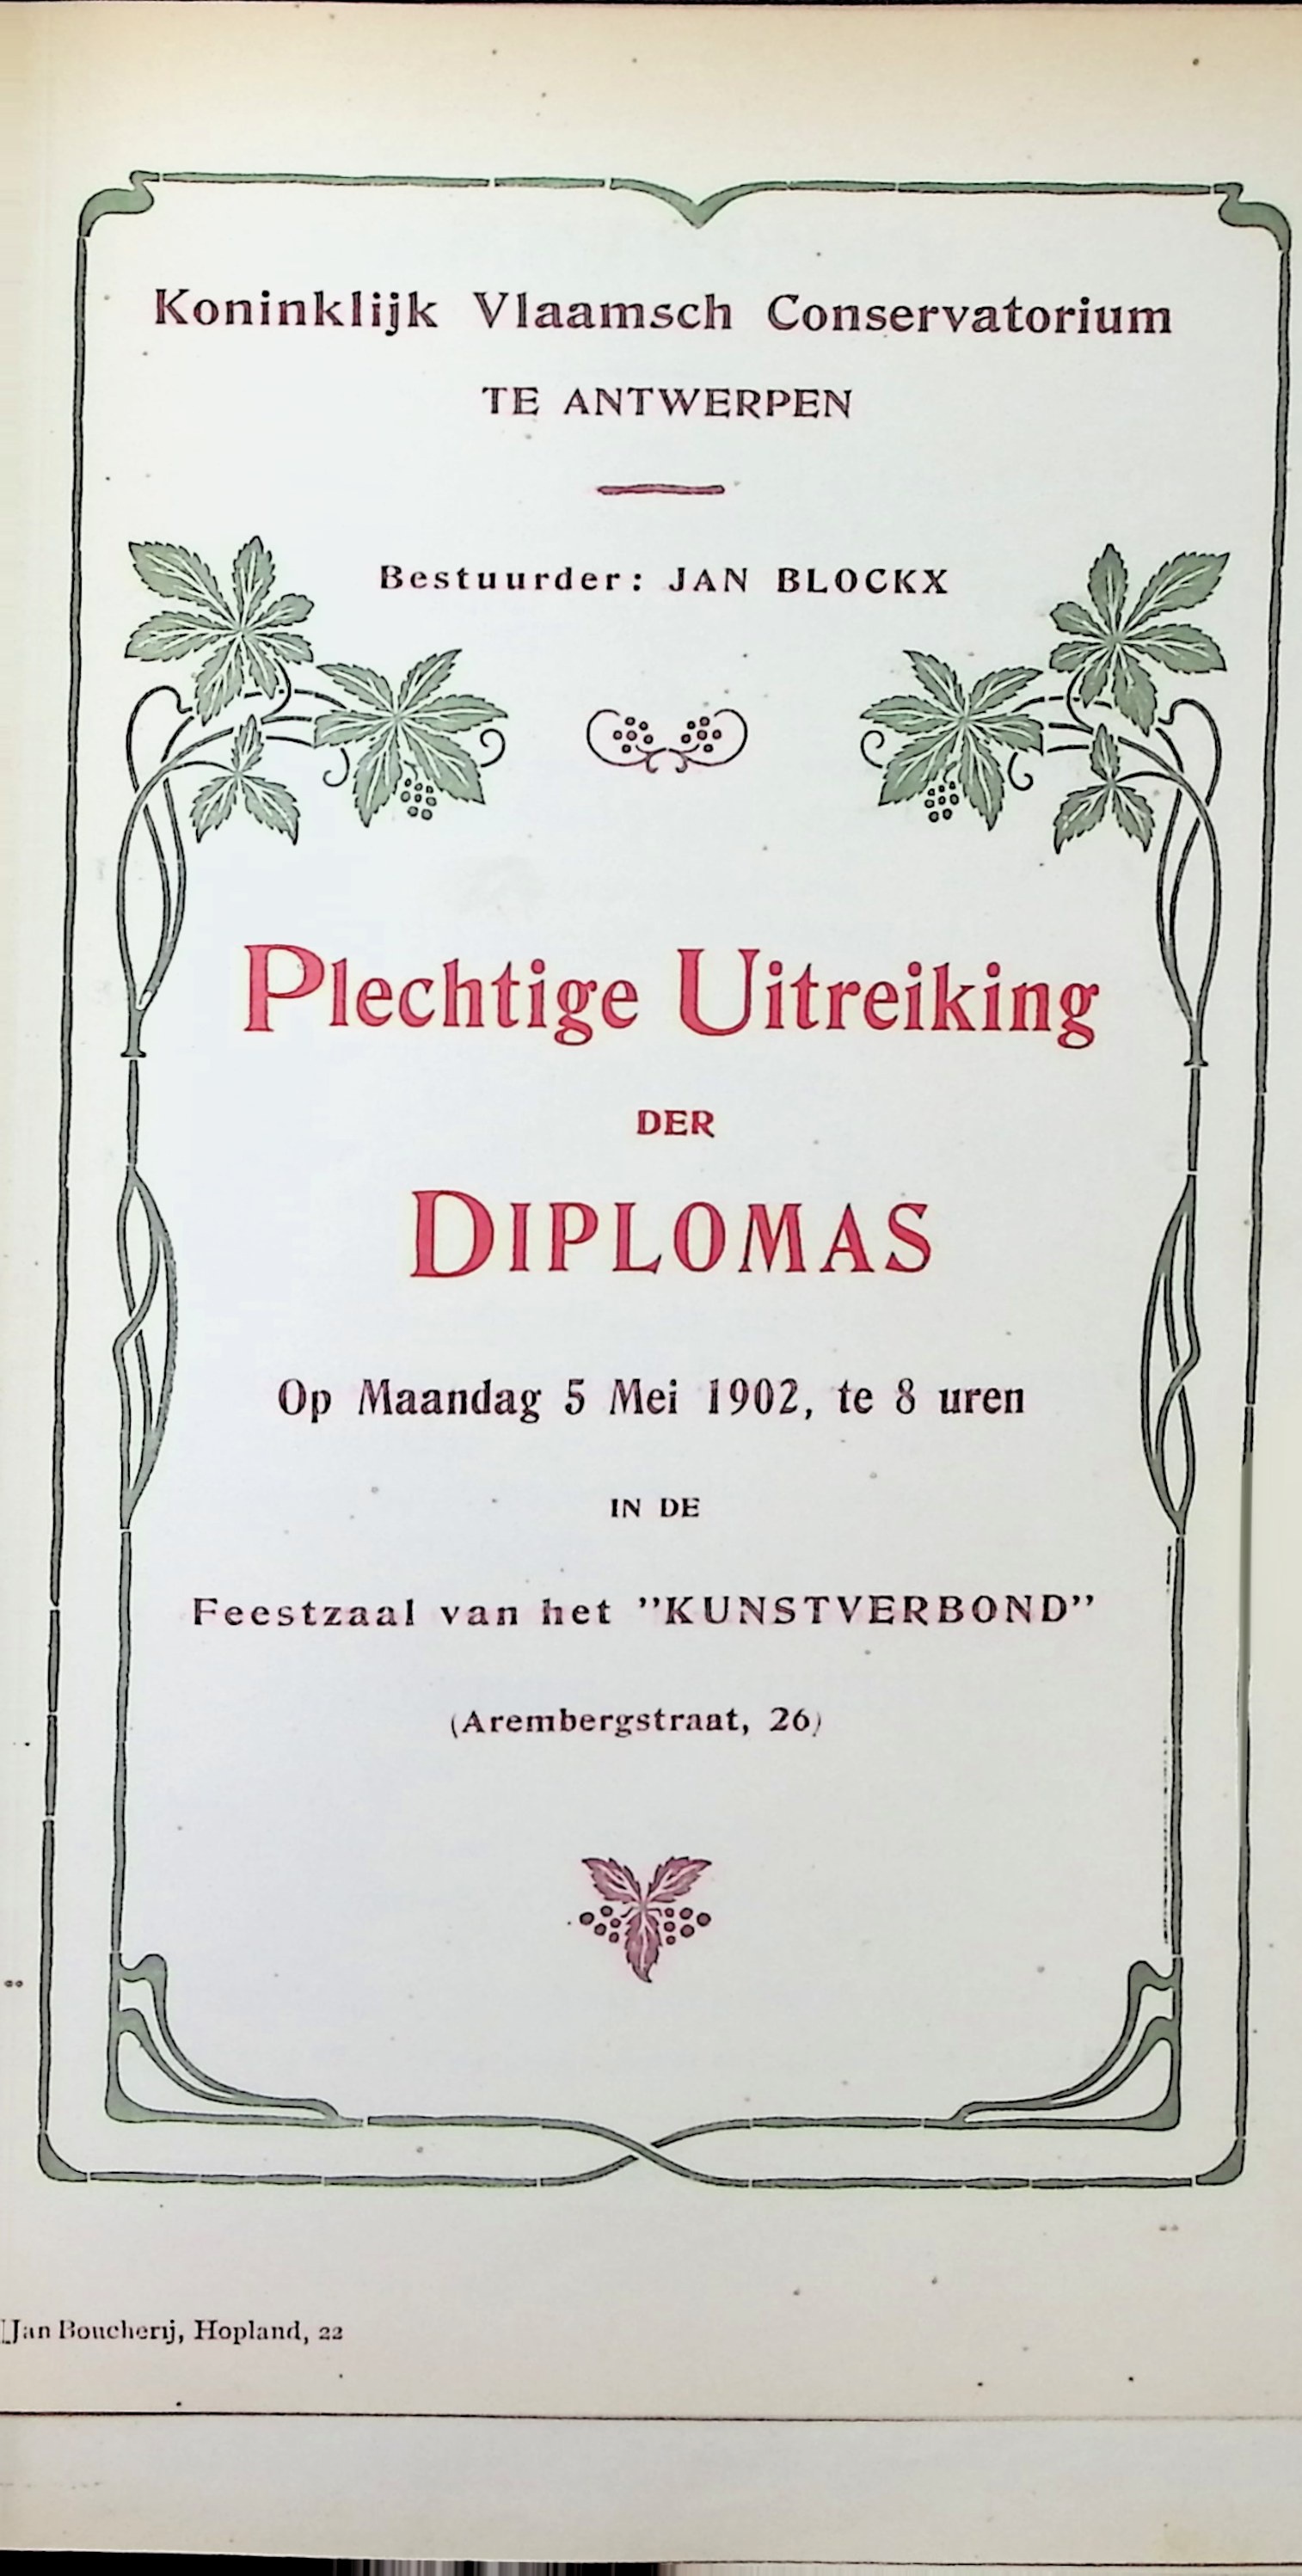 Koninklijk Vlaamsch Conservatorium
TE ANTWERPEN
Bestuurder: JAN BLOCKX
Plechtige Uitreiking
DER
DIPLOMAS
Op Maandag 5 Mei 1902, te 8 uren
IN DE
Feestzaal van het "KUNSTVERBOND"
(Arembergstraat, 26)
Jan Boucherij, Hopland, 22